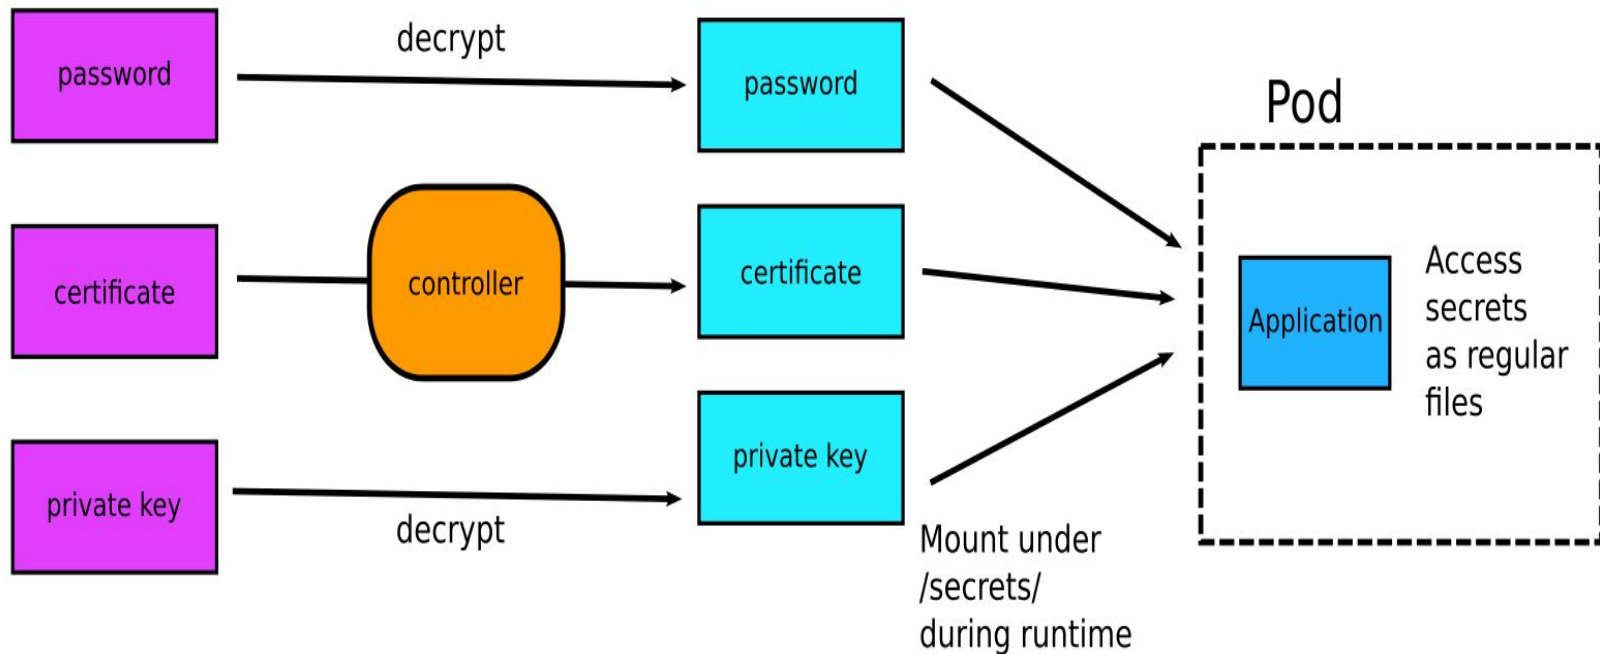 password
decrypt
password
Pod
certificate
controller
certificate
Application
Access
secrets
as regular
files
private key
decrypt
private key
Mount under
/secrets/
during runtime